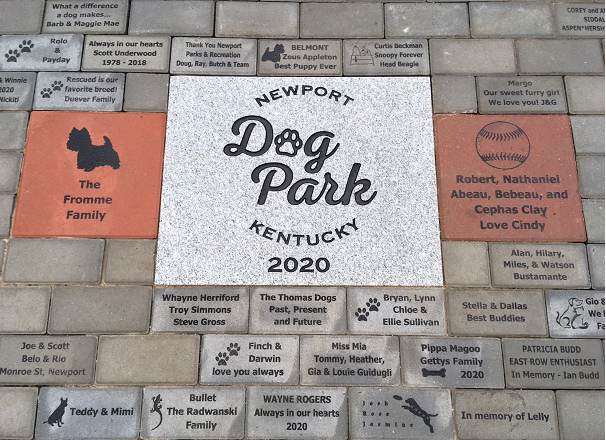 What a difference
a dog makes...
Barb & Maggie Mae
COREY and
SIDDAL
ASPEN*HERSH
Rolo
&
Payday
Always in our hearts
Scott Underwood
1978 - 2018
Thank You Newport
Parks & Recreation
Doug, Ray, Butch & Team
BELMONT
Zous Appleton
Best Puppy Ever
Curtis Beckman
Snoopy Forever
Head Beagle
& Winnie
2020
Nickiti
Rescued is our
favorite breed!
Duever Family
Margo
Our sweet furry girl
We love you! J&G
NEWPORT
Dog
Park
KENTUCKY
2020
The
Fromme
Family
Robert, Nathaniel
Abeau, Bebeau, and
Cephas Clay
Love Cindy
Alan, Hilary,
Miles, & Watson
Bustamante
Whayne Herriford
Troy Simmons
Steve Gross
The Thomas Dogs
Past, Present
and Future
Bryan, Lynn
Chloe &
Ellie Sullivan
Stella & Dallas
Best Buddies
Gio &
We
F
Joe & Scott
Belo & Rio
Monroe St, Newport
Finch &
Darwin
love you always
Miss Mia
Tommy, Heather,
Gia & Louie Guidugli
Pippa Magoo
Gettys Family
2020
PATRICIA BUDD
EAST ROW ENTHUSIAST
In Memory - Ian Budd
Teddy & Mimi
Bullet
The Radwanski
Family
WAYNE ROGERS
Always in our hearts
2020
Josh
Rose
Jasmine
In memory of Lelly